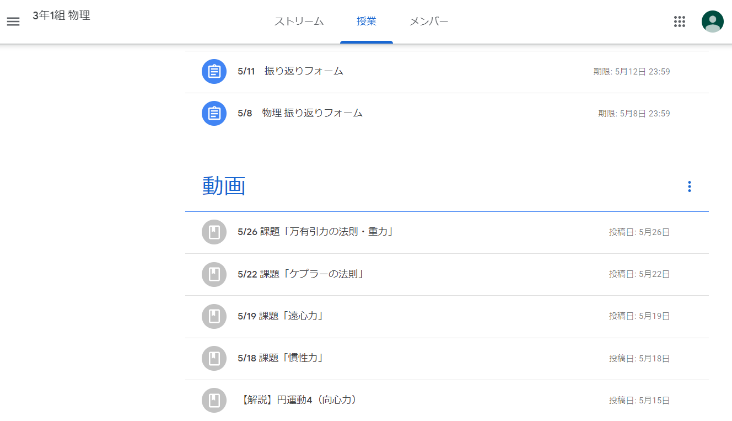 3年1組 物理
ストリーム 授業 メンバー
5/11 振り返りフォーム 期限: 5月12日 23:59
5/8 物理 振り返りフォーム 期限: 5月8日 23:59
動画
5/26 課題「万有引力の法則・重力」 投稿日: 5月26日
5/22 課題「ケプラーの法則」 投稿日: 5月22日
5/19 課題「遠心力」 投稿日: 5月19日
5/18 課題「慣性力」 投稿日: 5月18日
【解説】円運動4（向心力） 投稿日: 5月15日